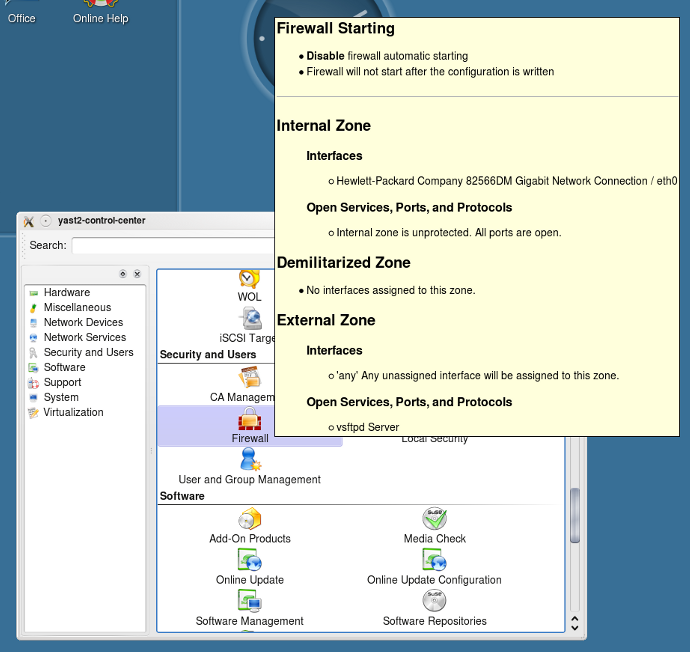 Office
Online Help
Firewall Starting
Disable firewall automatic starting
Firewall will not start after the configuration is written
Internal Zone
Interfaces
Hewlett-Packard Company 82566DM Gigabit Network Connection / eth0
Open Services, Ports, and Protocols
Internal zone is unprotected. All ports are open.
Demilitarized Zone
No interfaces assigned to this zone.
External Zone
Interfaces
'any' Any unassigned interface will be assigned to this zone.
Open Services, Ports, and Protocols
vsftpd Server
yast2-control-center
Search:
Hardware
Miscellaneous
Network Devices
Network Services
Security and Users
Software
Support
System
Virtualization
WOL
iSCSI Targe
Security and Users
CA Managem
Firewall
Local Security
User and Group Management
Software
Add-On Products
Media Check
Online Update
Online Update Configuration
Software Management
Software Repositories